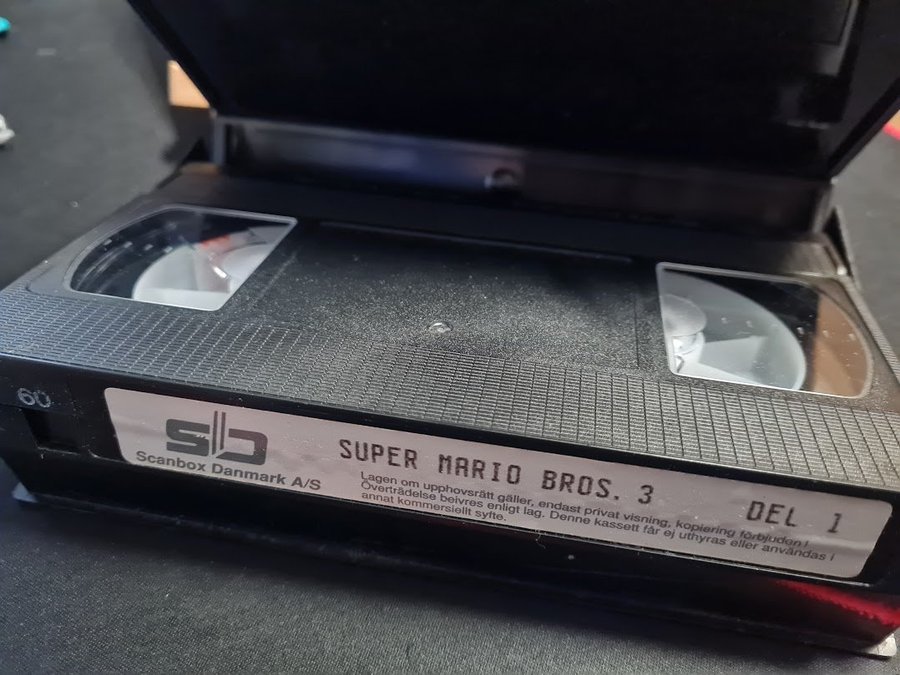 60
sb
Scanbox Danmark A/S
SUPER MARIO BROS. 3
DEL 1
Lagen om upphovsrätt gäller, endast privat visning, kopiering förbjuden!
Överträdelse beivres enligt lag. Denne kassett får ej uthyras eller användas i
annat kommersiellt syfte.